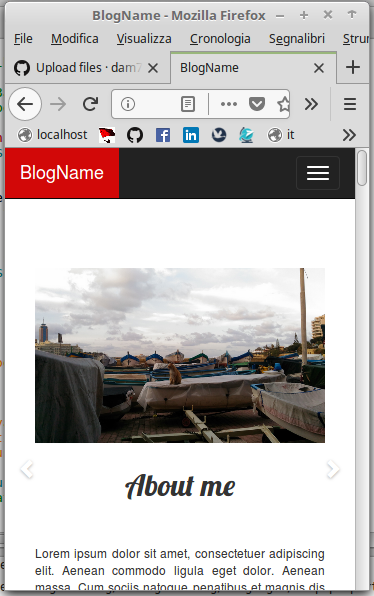 BlogName - Mozilla Firefox
File Modifica Visualizza Cronologia Segnalibri Strum
Upload files · dam7 BlogName
localhost it
BlogName
About me
Lorem ipsum dolor sit amet, consectetuer adipiscing
elit. Aenean commodo ligula eget dolor. Aenean
massa. Cum sociis natoque penatibus et magnis dis